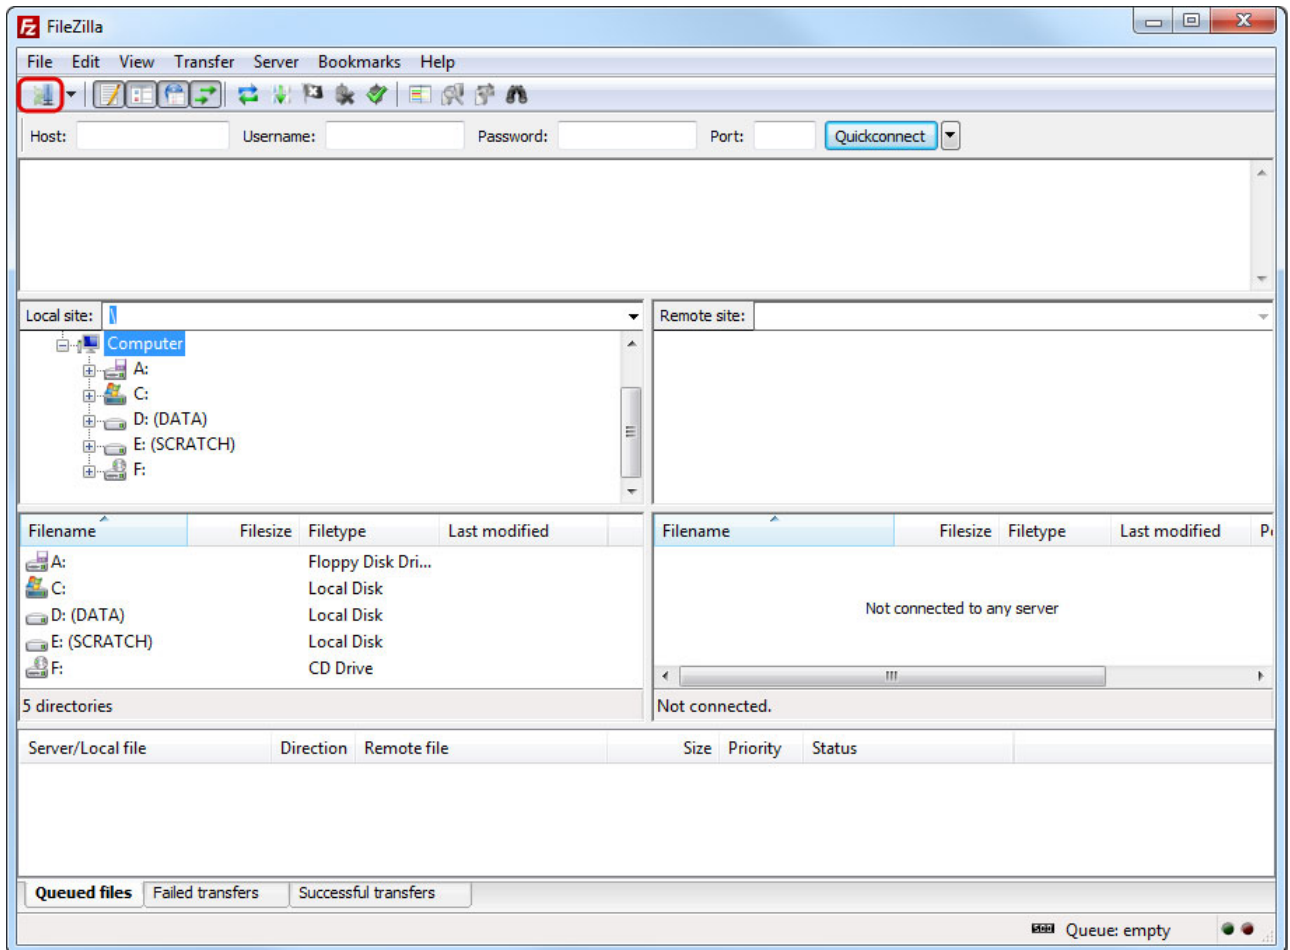 FileZilla
File Edit View Transfer Server Bookmarks Help
Host: Username: Password: Port: Quickconnect
Local site: \
Remote site:
Computer
A:
C:
D: (DATA)
E: (SCRATCH)
F:
Filename Filesize Filetype Last modified
A: Floppy Disk Dri...
C: Local Disk
D: (DATA) Local Disk
E: (SCRATCH) Local Disk
F: CD Drive
5 directories
Filename Filesize Filetype Last modified
Not connected to any server
Not connected.
Server/Local file Direction Remote file Size Priority Status
Queued files Failed transfers Successful transfers
Queue: empty